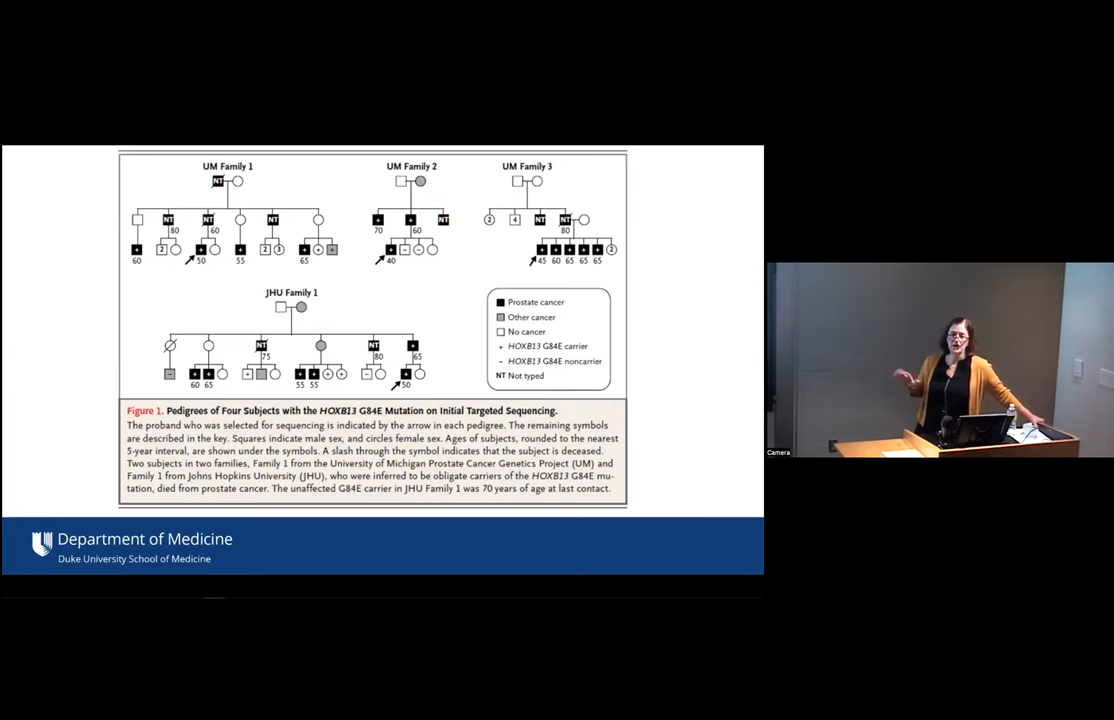 UM Family 1
UM Family 2
UM Family 3
NT
NT
NT
NT
NT
NT
NT
80
60
70
60
80
2
2
3
4
2
+
+
+
+
+
+
+
+
+
-
-
+
+
+
+
+
60
50
55
65
40
45
60
65
65
65
JHU Family 1
NT
NT
+
75
80
65
-
+
+
+
+
+
+
+
-
+
60
65
55
55
50
Prostate cancer
Other cancer
No cancer
+ HOXB13 G84E carrier
– HOXB13 G84E noncarrier
NT Not typed
Figure 1. Pedigrees of Four Subjects with the HOXB13 G84E Mutation on Initial Targeted Sequencing.
The proband who was selected for sequencing is indicated by the arrow in each pedigree. The remaining symbols
are described in the key. Squares indicate male sex, and circles female sex. Ages of subjects, rounded to the nearest
5-year interval, are shown under the symbols. A slash through the symbol indicates that the subject is deceased.
Two subjects in two families, Family 1 from the University of Michigan Prostate Cancer Genetics Project (UM) and
Family 1 from Johns Hopkins University (JHU), who were inferred to be obligate carriers of the HOXB13 G84E mu-
tation, died from prostate cancer. The unaffected G84E carrier in JHU Family 1 was 70 years of age at last contact.
Department of Medicine
Duke University School of Medicine
Camera